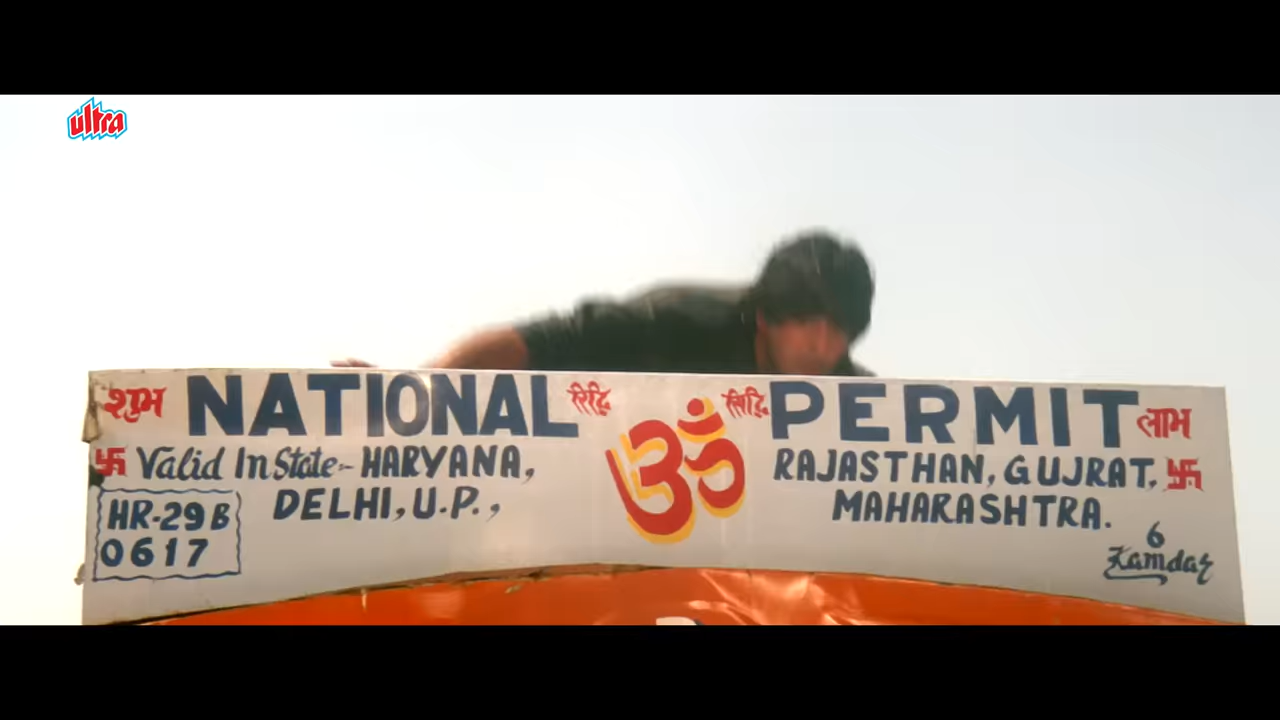 ultra
शुभ NATIONAL रिद्धि सिद्धि PERMIT लाभ
卐 Valid In State:- HARYANA, ॐ RAJASTHAN, GUJRAT, 卐
DELHI, U.P., MAHARASHTRA.
HR-29B
0617
6
Kamdar